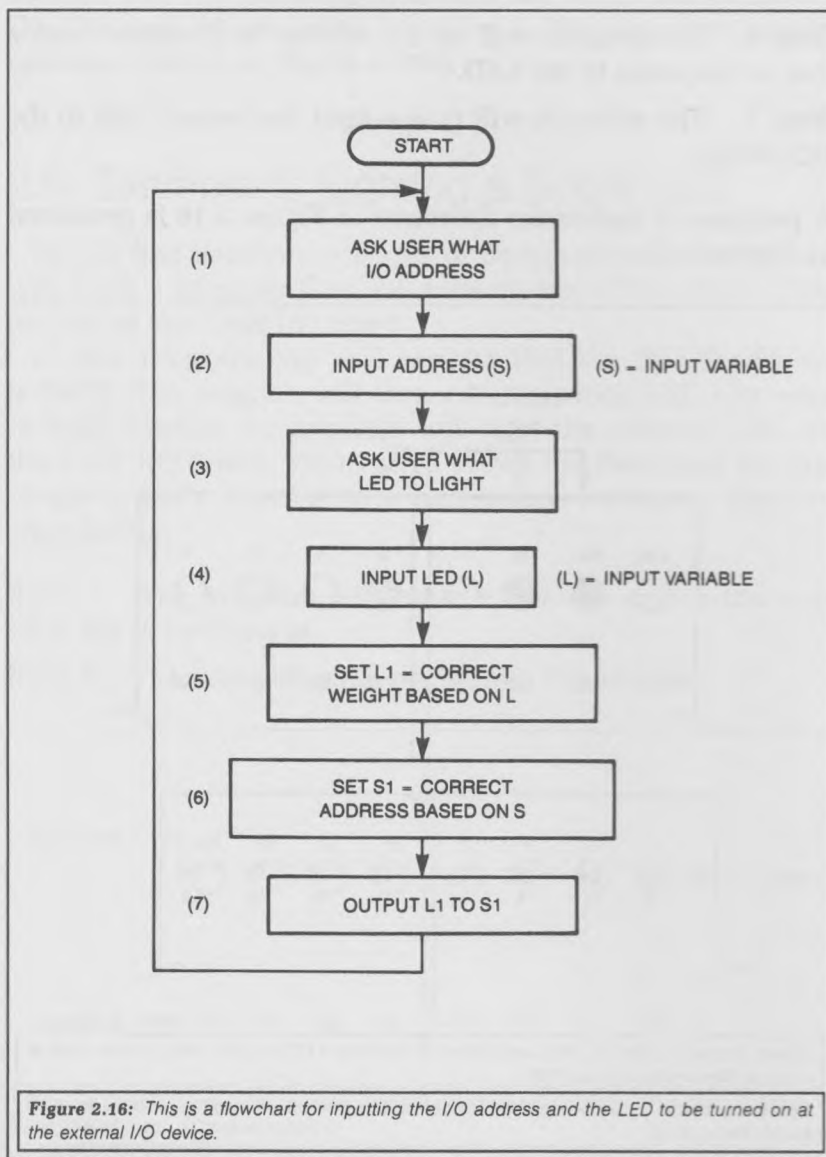 START
(1)
ASK USER WHAT
I/O ADDRESS
(2)
INPUT ADDRESS (S)
(S) = INPUT VARIABLE
(3)
ASK USER WHAT
LED TO LIGHT
(4)
INPUT LED (L)
(L) = INPUT VARIABLE
(5)
SET L1 = CORRECT
WEIGHT BASED ON L
(6)
SET S1 = CORRECT
ADDRESS BASED ON S
(7)
OUTPUT L1 TO S1
Figure 2.16: This is a flowchart for inputting the I/O address and the LED to be turned on at
the external I/O device.